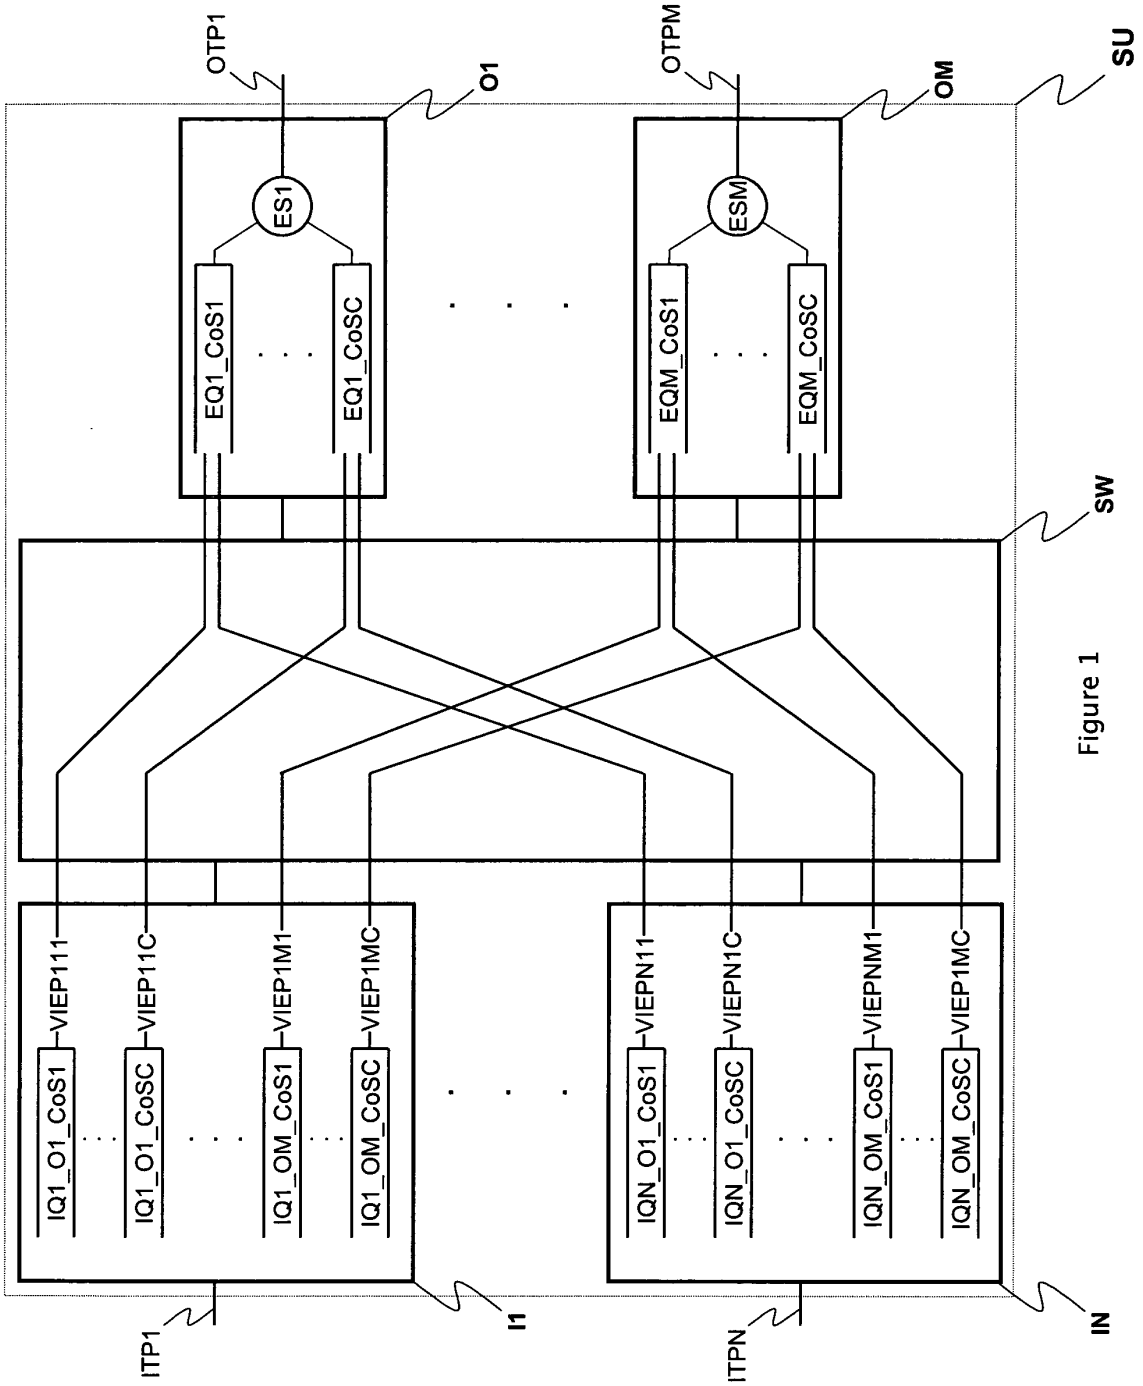 ITP1
IQ1_O1_CoS1
VIEP111
. . .
IQ1_O1_CoSC
VIEP11C
. . .
IQ1_OM_CoS1
VIEP1M1
. . .
IQ1_OM_CoSC
VIEP1MC
I1
. . .
ITPN
IQN_O1_CoS1
VIEPN11
. . .
IQN_O1_CoSC
VIEPN1C
. . .
IQN_OM_CoS1
VIEPNM1
. . .
IQN_OM_CoSC
VIEP1MC
IN
SW
EQ1_CoS1
. . .
EQ1_CoSC
ES1
OTP1
O1
. . .
EQM_CoS1
. . .
EQM_CoSC
ESM
OTPM
OM
SU
Figure 1